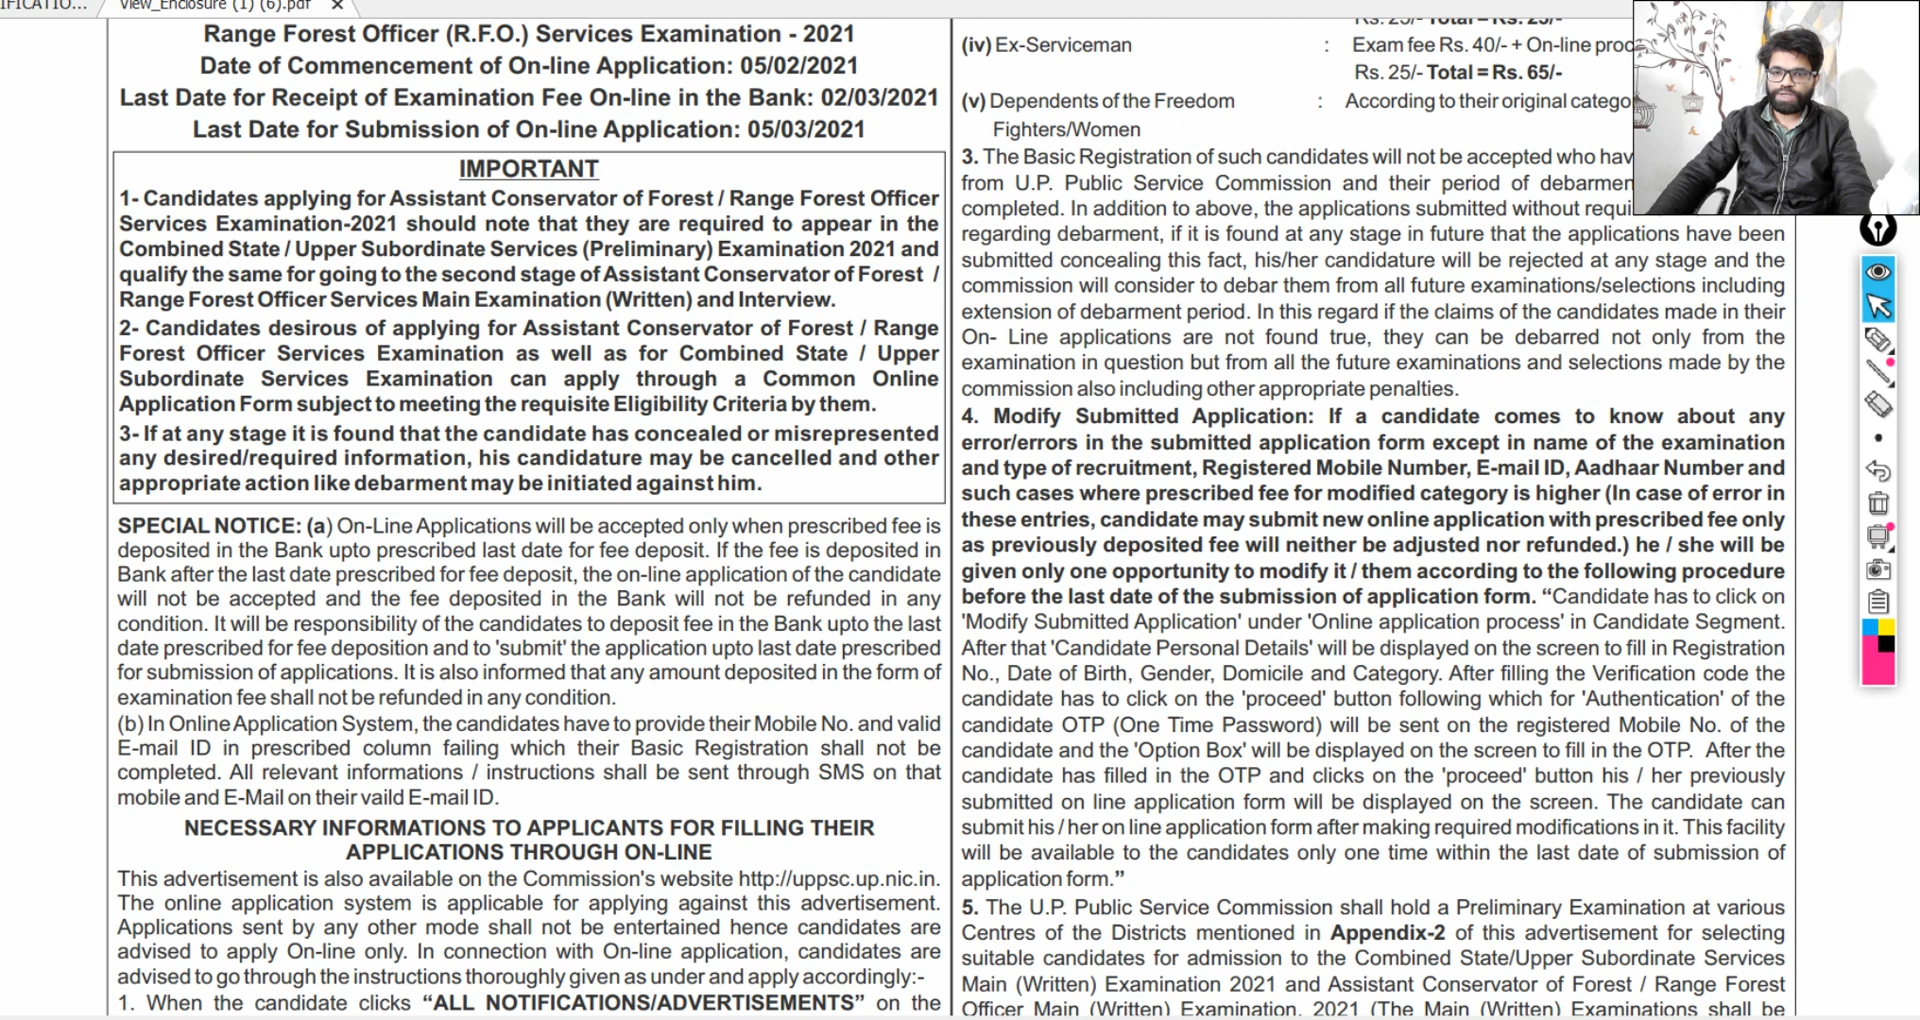 IFICATIO...
View_Enclosure (1) (6).pdf
Range Forest Officer (R.F.O.) Services Examination - 2021
Date of Commencement of On-line Application: 05/02/2021
Last Date for Receipt of Examination Fee On-line in the Bank: 02/03/2021
Last Date for Submission of On-line Application: 05/03/2021
IMPORTANT
1- Candidates applying for Assistant Conservator of Forest / Range Forest Officer
Services Examination-2021 should note that they are required to appear in the
Combined State / Upper Subordinate Services (Preliminary) Examination 2021 and
qualify the same for going to the second stage of Assistant Conservator of Forest /
Range Forest Officer Services Main Examination (Written) and Interview.
2- Candidates desirous of applying for Assistant Conservator of Forest / Range
Forest Officer Services Examination as well as for Combined State / Upper
Subordinate Services Examination can apply through a Common Online
Application Form subject to meeting the requisite Eligibility Criteria by them.
3- If at any stage it is found that the candidate has concealed or misrepresented
any desired/required information, his candidature may be cancelled and other
appropriate action like debarment may be initiated against him.
SPECIAL NOTICE: (a) On-Line Applications will be accepted only when prescribed fee is
deposited in the Bank upto prescribed last date for fee deposit. If the fee is deposited in
Bank after the last date prescribed for fee deposit, the on-line application of the candidate
will not be accepted and the fee deposited in the Bank will not be refunded in any
condition. It will be responsibility of the candidates to deposit fee in the Bank upto the last
date prescribed for fee deposition and to 'submit' the application upto last date prescribed
for submission of applications. It is also informed that any amount deposited in the form of
examination fee shall not be refunded in any condition.
(b) In Online Application System, the candidates have to provide their Mobile No. and valid
E-mail ID in prescribed column failing which their Basic Registration shall not be
completed. All relevant informations / instructions shall be sent through SMS on that
mobile and E-Mail on their vaild E-mail ID.
NECESSARY INFORMATIONS TO APPLICANTS FOR FILLING THEIR
APPLICATIONS THROUGH ON-LINE
This advertisement is also available on the Commission's website http://uppsc.up.nic.in.
The online application system is applicable for applying against this advertisement.
Applications sent by any other mode shall not be entertained hence candidates are
advised to apply On-line only. In connection with On-line application, candidates are
advised to go through the instructions thoroughly given as under and apply accordingly:-
1. When the candidate clicks “ALL NOTIFICATIONS/ADVERTISEMENTS” on the
Rs. 25/- Total = Rs. 25/-
(iv) Ex-Serviceman : Exam fee Rs. 40/- + On-line proc
Rs. 25/- Total = Rs. 65/-
(v) Dependents of the Freedom : According to their original catego
Fighters/Women
3. The Basic Registration of such candidates will not be accepted who hav
from U.P. Public Service Commission and their period of debarmen
completed. In addition to above, the applications submitted without requi
regarding debarment, if it is found at any stage in future that the applications have been
submitted concealing this fact, his/her candidature will be rejected at any stage and the
commission will consider to debar them from all future examinations/selections including
extension of debarment period. In this regard if the claims of the candidates made in their
On- Line applications are not found true, they can be debarred not only from the
examination in question but from all the future examinations and selections made by the
commission also including other appropriate penalties.
4. Modify Submitted Application: If a candidate comes to know about any
error/errors in the submitted application form except in name of the examination
and type of recruitment, Registered Mobile Number, E-mail ID, Aadhaar Number and
such cases where prescribed fee for modified category is higher (In case of error in
these entries, candidate may submit new online application with prescribed fee only
as previously deposited fee will neither be adjusted nor refunded.) he / she will be
given only one opportunity to modify it / them according to the following procedure
before the last date of the submission of application form. “Candidate has to click on
'Modify Submitted Application' under 'Online application process' in Candidate Segment.
After that 'Candidate Personal Details' will be displayed on the screen to fill in Registration
No., Date of Birth, Gender, Domicile and Category. After filling the Verification code the
candidate has to click on the 'proceed' button following which for 'Authentication' of the
candidate OTP (One Time Password) will be sent on the registered Mobile No. of the
candidate and the 'Option Box' will be displayed on the screen to fill in the OTP. After the
candidate has filled in the OTP and clicks on the 'proceed' button his / her previously
submitted on line application form will be displayed on the screen. The candidate can
submit his / her on line application form after making required modifications in it. This facility
will be available to the candidates only one time within the last date of submission of
application form.”
5. The U.P. Public Service Commission shall hold a Preliminary Examination at various
Centres of the Districts mentioned in Appendix-2 of this advertisement for selecting
suitable candidates for admission to the Combined State/Upper Subordinate Services
Main (Written) Examination 2021 and Assistant Conservator of Forest / Range Forest
Officer Main (Written) Examination, 2021 (The Main (Written) Examinations shall be